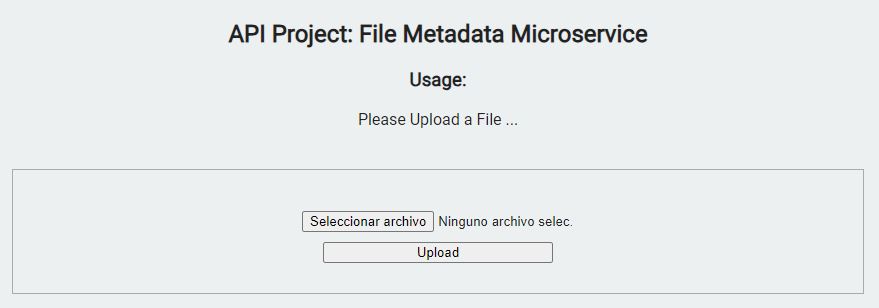 API Project: File Metadata Microservice
Usage:
Please Upload a File ...
Seleccionar archivo Ninguno archivo selec.
Upload